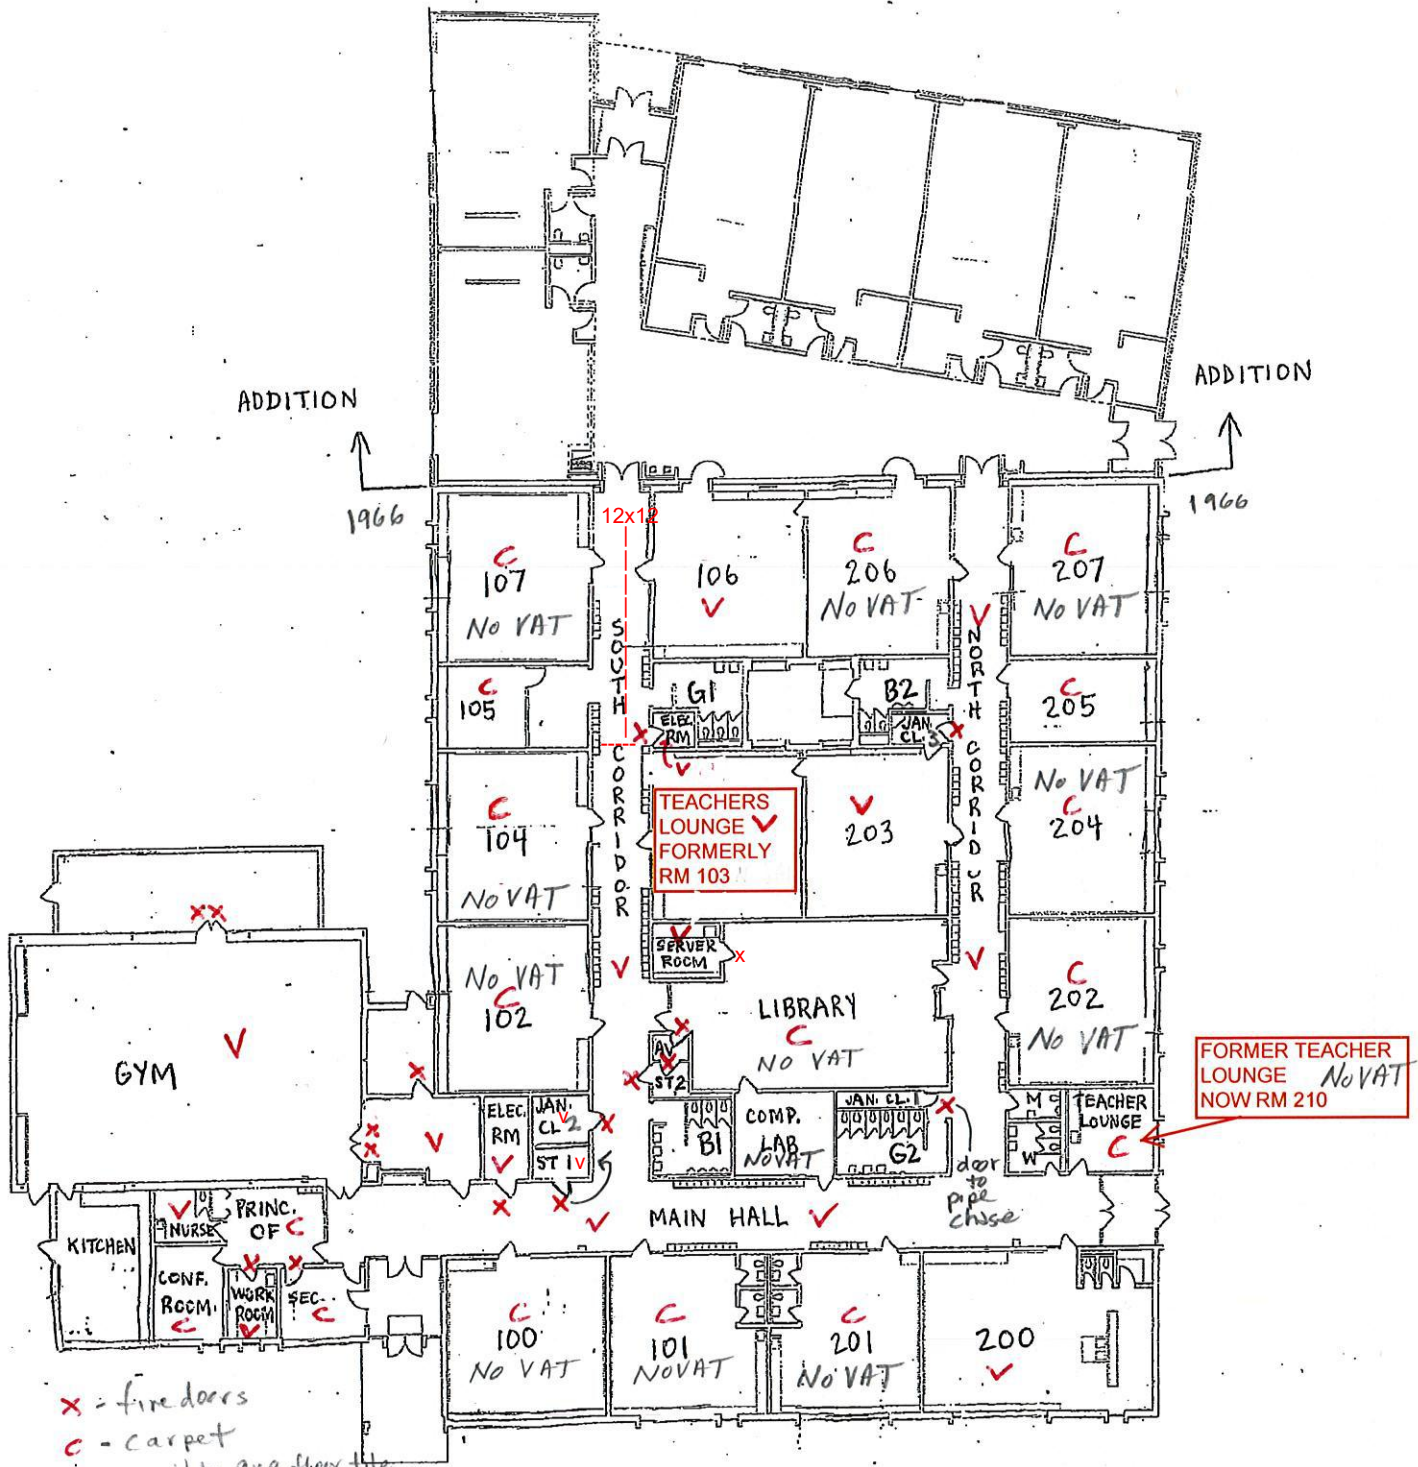 ADDITION
ADDITION
1966
1966
12x12
C
107
NO VAT
106
V
C
206
NO VAT
C
207
NO VAT
V
SOUTH
CORRIDOR
NORTH
CORRIDOR
C
105
G1
ELEC.
RM
X
V
B2
JAN.
CL. 3
X
C
205
C
104
NO VAT
TEACHERS
LOUNGE V
FORMERLY
RM 103
V
203
NO VAT
C
204
XX
NO VAT
C
102
V
V
SERVER
ROOM
X
V
LIBRARY
C
NO VAT
C
202
NO VAT
GYM
V
X
X
AV
X
ST2
X
FORMER TEACHER
LOUNGE NO VAT
NOW RM 210
X
X
V
ELEC.
RM
V
JAN.
CL 2
V
X
ST 1 V
X
X
B1
COMP.
LAB
NO VAT
JAN. CL. 1
G2
X
door
to
pipe
chase
M
W
TEACHER
LOUNGE
C
V
MAIN HALL
V
KITCHEN
V
NURSE
PRINC.
OF C
X
X
CONF.
ROOM.
C
WORK
ROOM
V
SEC.
C
C
100
NO VAT
C
101
NO VAT
C
201
NO VAT
200
V
X - fire doors
C - carpet